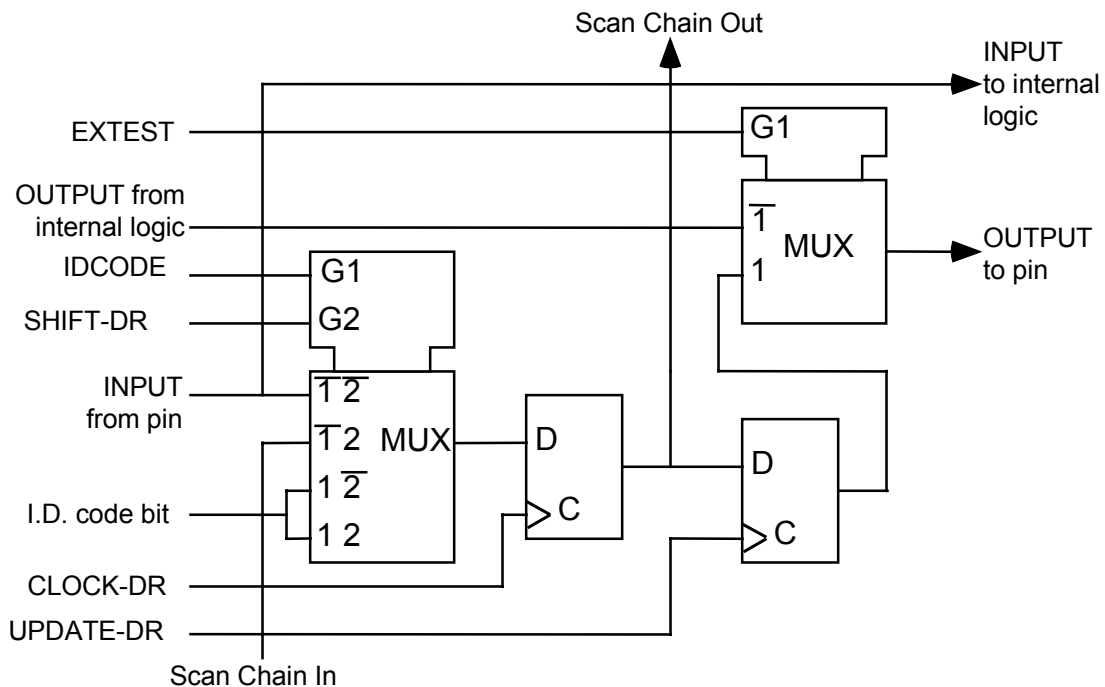 Scan Chain Out
INPUT
to internal
logic
EXTEST
G1
OUTPUT from
internal logic
1̅
MUX
1
OUTPUT
to pin
IDCODE
G1
SHIFT-DR
G2
INPUT
from pin
1̅ 2̅
1̅ 2
MUX
1 2̅
1 2
D
C
D
C
I.D. code bit
CLOCK-DR
UPDATE-DR
Scan Chain In